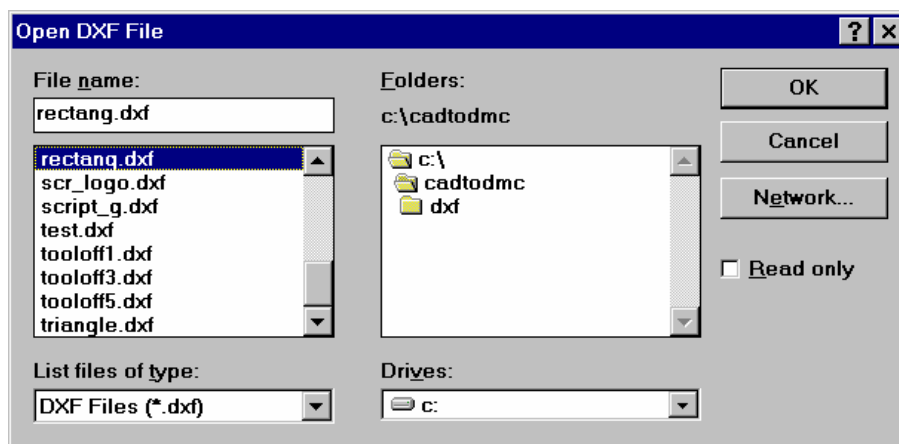 Open DXF File
File name:
rectang.dxf
rectang.dxf
scr_logo.dxf
script_g.dxf
test.dxf
tooloff1.dxf
tooloff3.dxf
tooloff5.dxf
triangle.dxf
List files of type:
DXF Files (*.dxf)
Folders:
c:\cadtodmc
c:\
cadtodmc
dxf
Drives:
c:
OK
Cancel
Network...
Read only